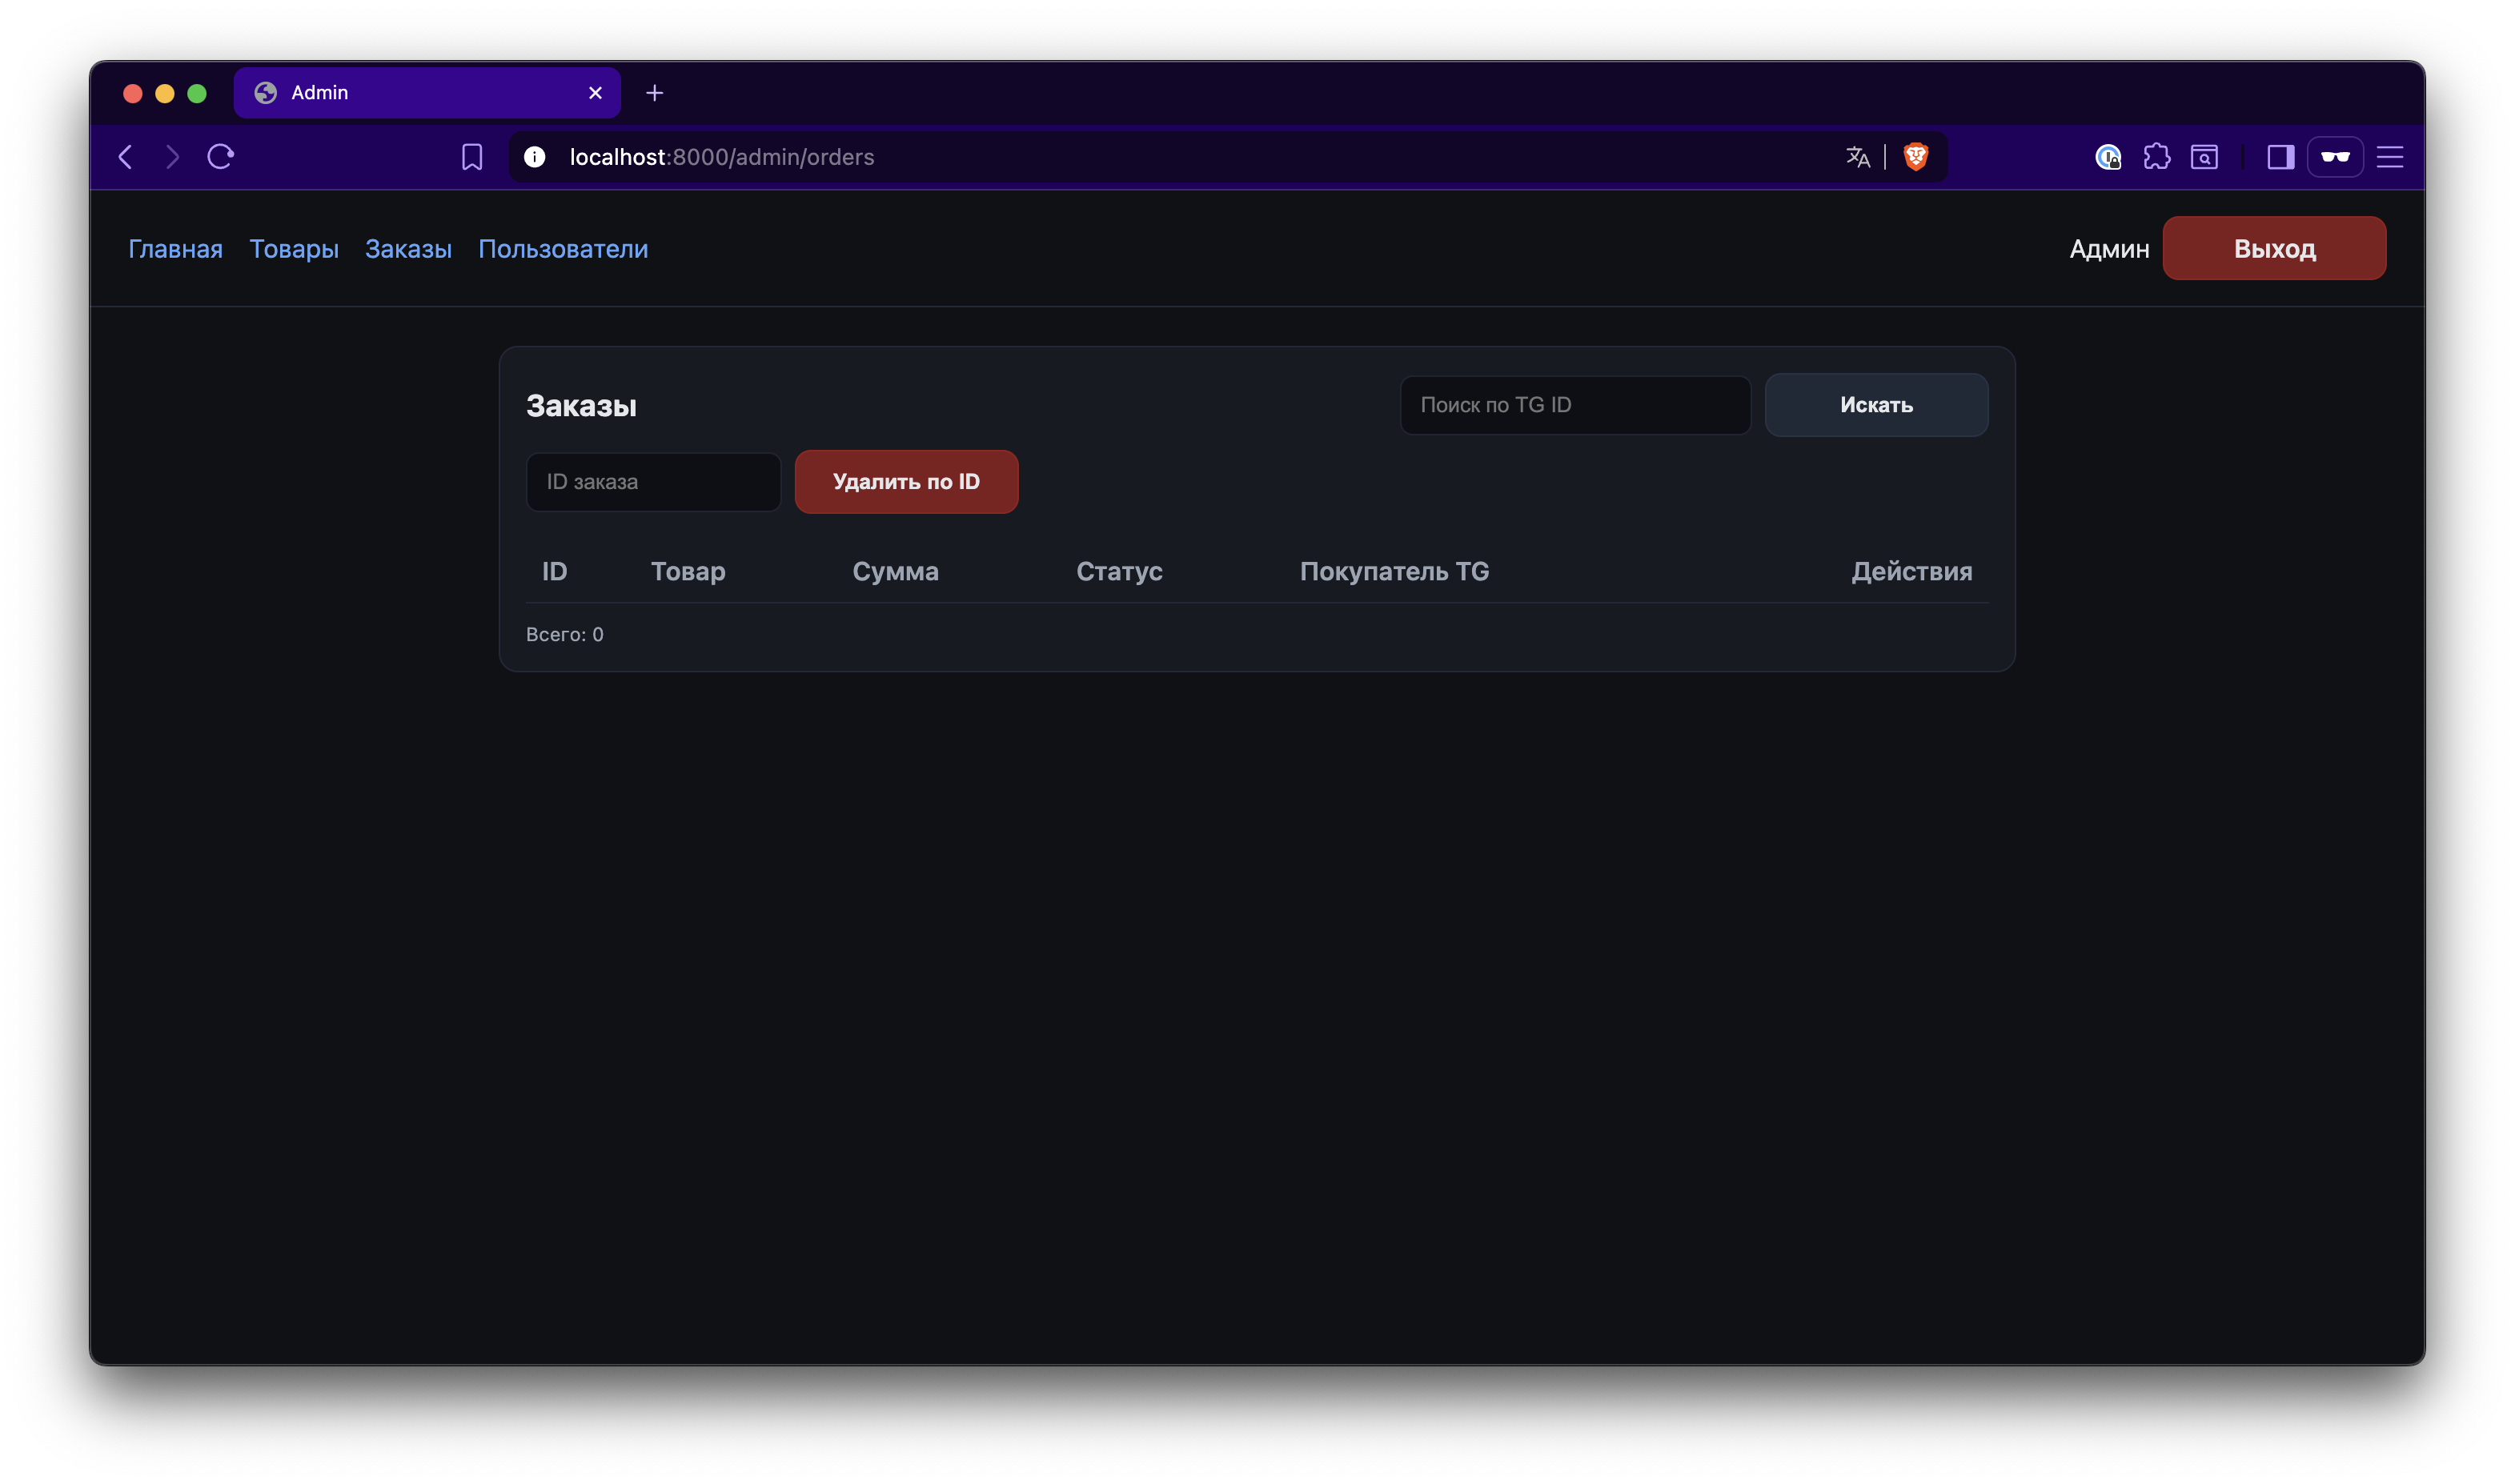 Admin
localhost:8000/admin/orders
Главная Товары Заказы Пользователи Админ Выход
Заказы Поиск по TG ID Искать
ID заказа Удалить по ID
ID Товар Сумма Статус Покупатель TG Действия
Всего: 0